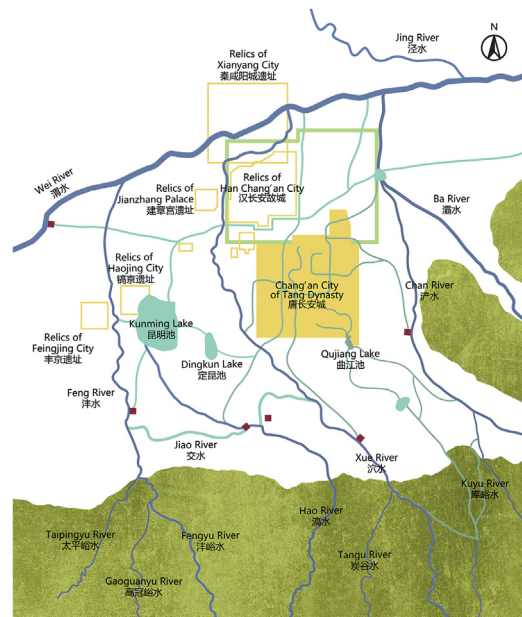 N
Jing River
泾水
Relics of
Xianyang City
秦咸阳城遗址
Wei River
渭水
Relics of
Jianzhang Palace
建章宫遗址
Relics of
Han Chang'an City
汉长安故城
Ba River
灞水
Relics of
Haojing City
镐京遗址
Chang'an City
of Tang Dynasty
唐长安城
Chan River
浐水
Kunming Lake
昆明池
Relics of
Feingjing City
丰京遗址
Dingkun Lake
定昆池
Qujiang Lake
曲江池
Feng River
沣水
Jiao River
交水
Xue River
泬水
Kuyu River
库峪水
Hao River
滈水
Taipingyu River
太平峪水
Fengyu River
沣峪水
Tangu River
炭谷水
Gaoguanyu River
高冠峪水